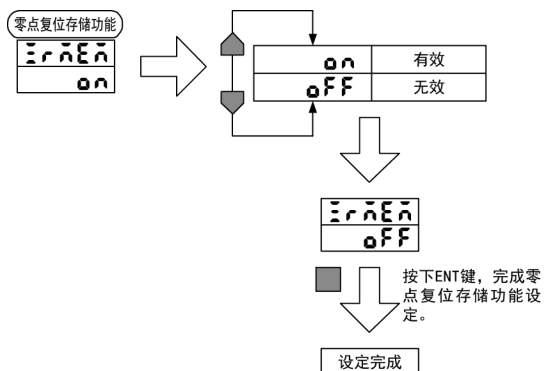 零点复位存储功能
ZrMEM
on
on 有效
oFF 无效
ZrMEM
oFF
按下ENT键，完成零
点复位存储功能设
定。
设定完成